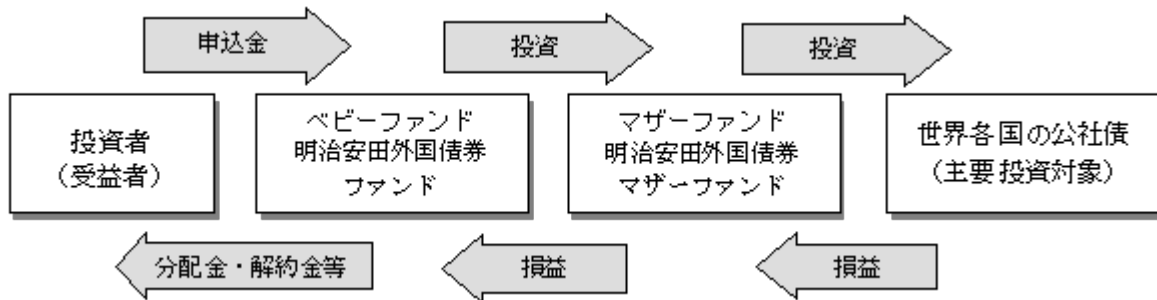 申込金
投資
投資
投資者
(受益者)
ベビーファンド
明治安田外国債券
ファンド
マザーファンド
明治安田外国債券
マザーファンド
世界各国の公社債
(主要投資対象)
分配金・解約金等
損益
損益